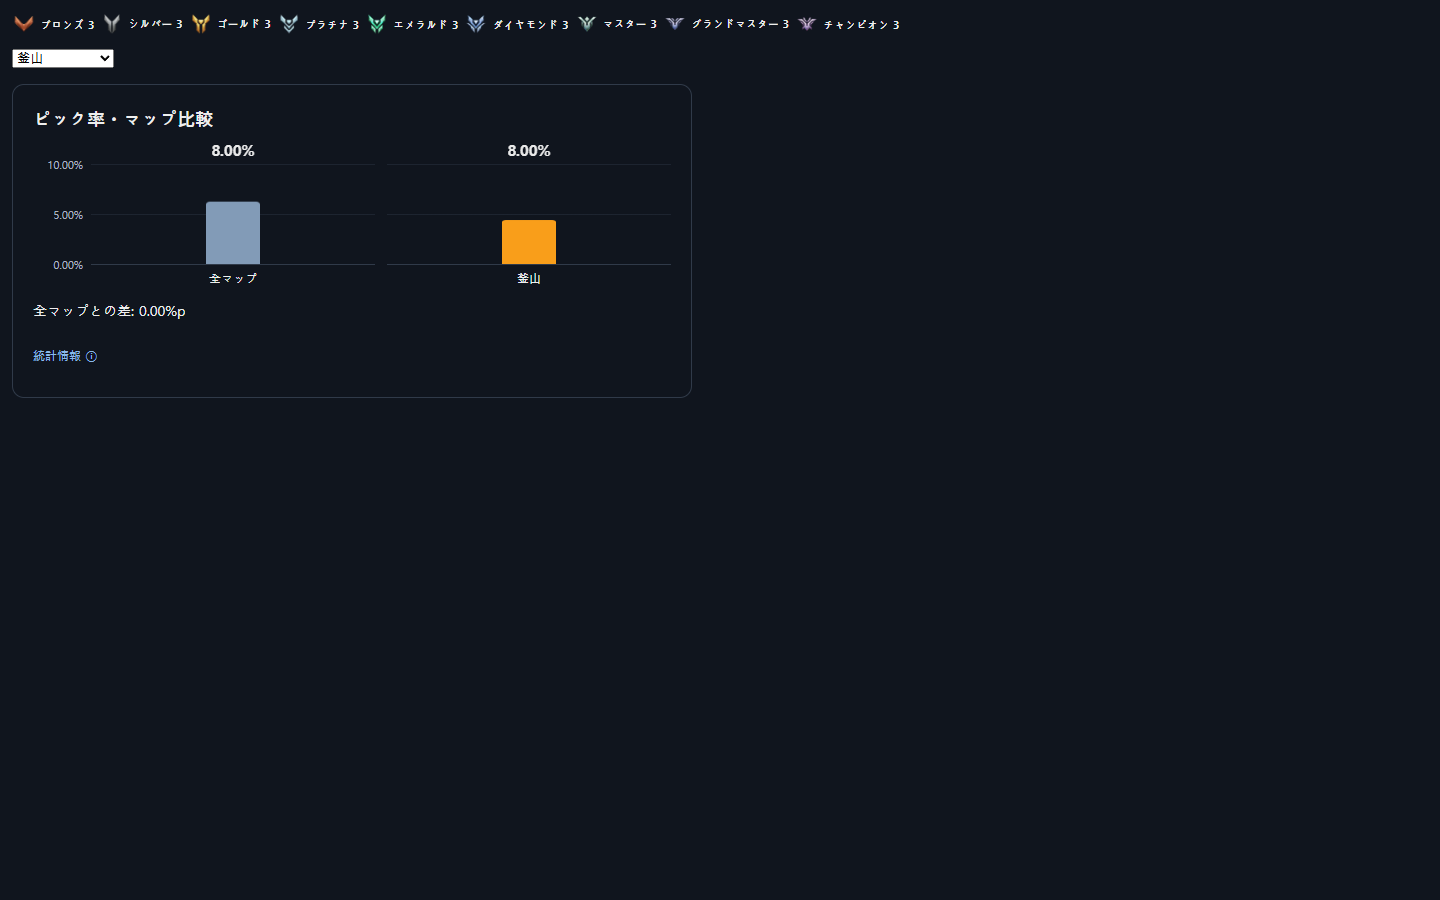 ブロンズ 3 シルバー 3 ゴールド 3 プラチナ 3 エメラルド 3 ダイヤモンド 3 マスター 3 グランドマスター 3 チャンピオン 3
釜山
ピック率・マップ比較
8.00% 8.00%
10.00%
5.00%
0.00%
全マップ 釜山
全マップとの差: 0.00%p
統計情報